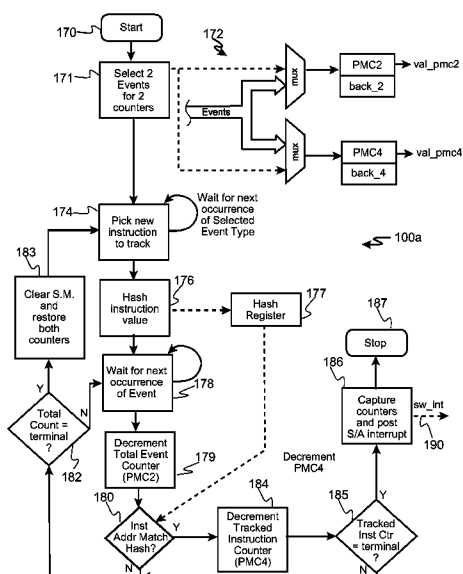 170
Start
172
171
Select 2
Events
for 2
counters
mux
PMC2
back_2
val_pmc2
Events
mux
PMC4
back_4
val_pmc4
174
Pick new
instruction
to track
Wait for next
occurrence
of Selected
Event Type
100a
183
Clear S.M.
and
restore
both
counters
176
Hash
instruction
value
177
Hash
Register
187
Stop
186
Capture
counters
and post
S/A interrupt
sw_int
190
Wait for next
occurrence
of Event
178
Y
Total
Count =
terminal
?
N
182
Decrement
Total Event
Counter
(PMC2)
179
Decrement
PMC4
180
Inst
Addr Match
Hash?
Y
N
184
Decrement
Tracked
Instruction
Counter
(PMC4)
185
Y
Tracked
Inst Ctr
= terminal
?
N